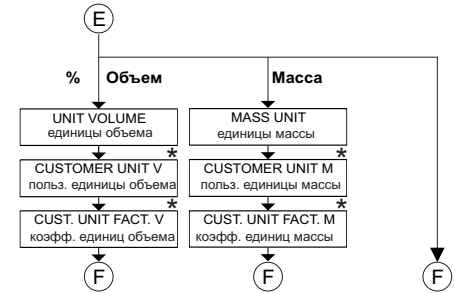 E
% Объем Масса
UNIT VOLUME
единицы объема
MASS UNIT
единицы массы
*
*
CUSTOMER UNIT V
польз. единицы объема
CUSTOMER UNIT M
польз. единицы массы
*
*
CUST. UNIT FACT. V
коэфф. единиц объема
CUST. UNIT FACT. M
коэфф. единиц массы
F F F